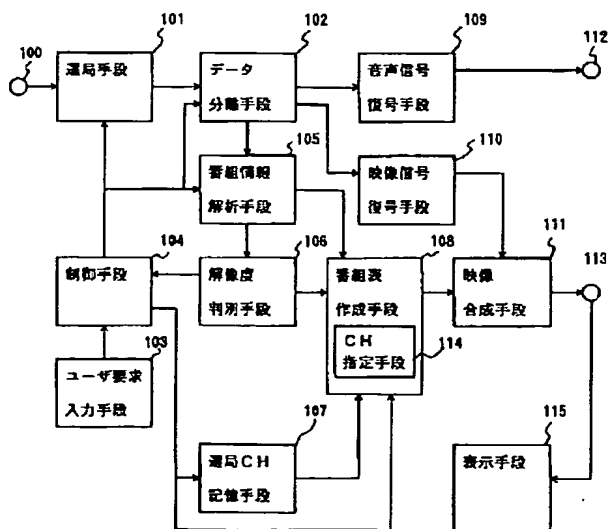 101
102
109
112
100
選局手段
データ
分離手段
音声信号
復号手段
105
110
番組情報
解析手段
映像信号
復号手段
104
106
108
111
113
制御手段
解像度
判別手段
番組表
作成手段
映像
合成手段
CH
指定手段
114
103
ユーザ要求
入力手段
107
115
選局CH
記憶手段
表示手段